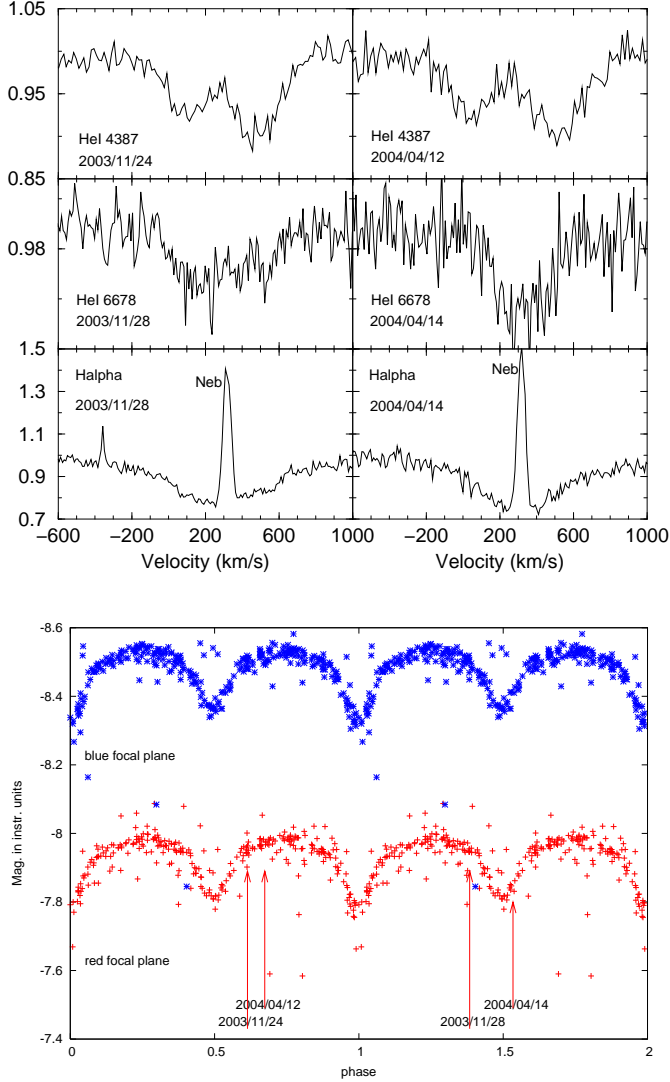 1.05
0.95
0.85
HeI 4387
2003/11/24
HeI 4387
2004/04/12
0.98
HeI 6678
2003/11/28
HeI 6678
2004/04/14
1.5
1.3
1.1
0.9
0.7
Halpha
2003/11/28
Neb
Halpha
2004/04/14
Neb
−600 −200 200 600 1000 −200 200 600 1000
Velocity (km/s) Velocity (km/s)
-8.6
-8.4
-8.2
-8
-7.8
-7.6
-7.4
Mag. in instr. units
blue focal plane
red focal plane
2004/04/12
2003/11/24
2004/04/14
2003/11/28
0 0.5 1 1.5 2
phase